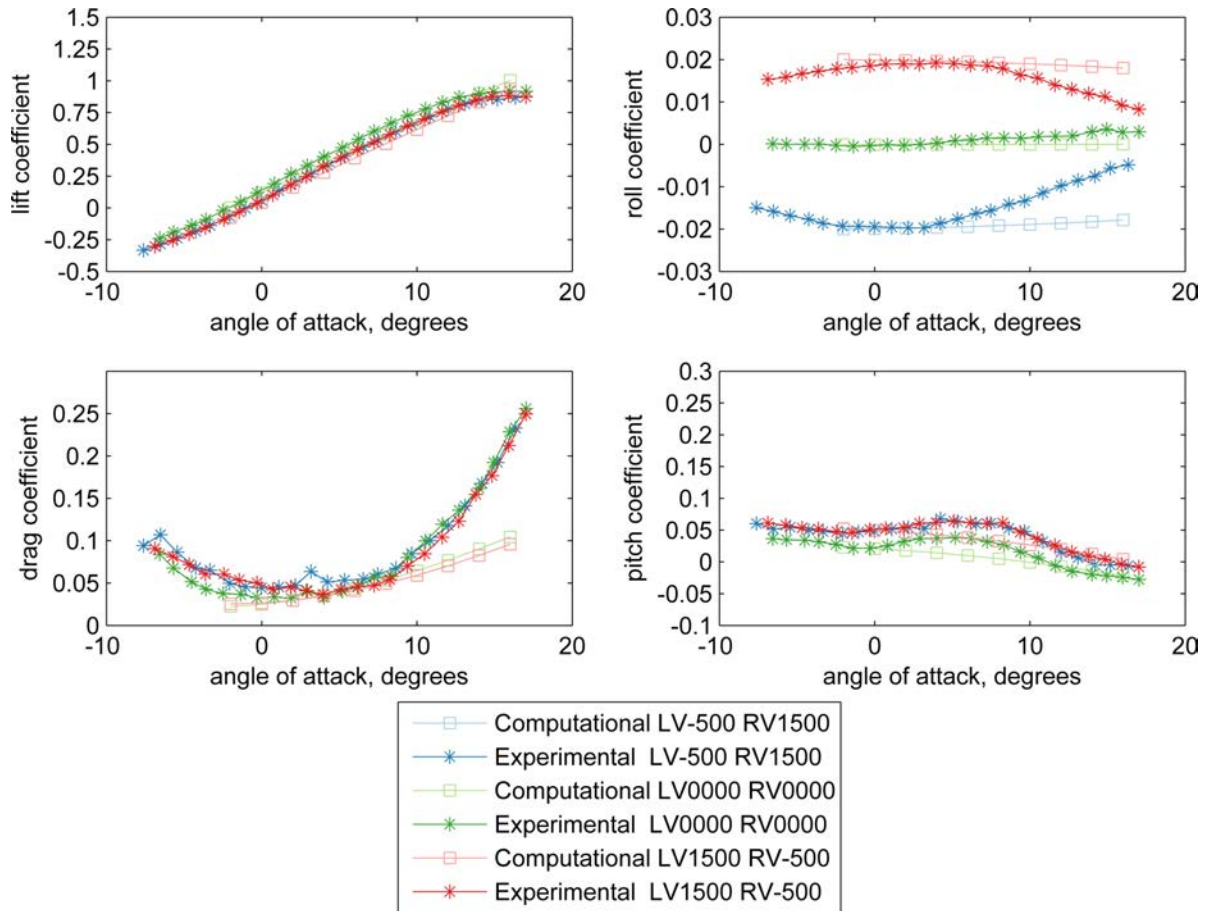 1.5
1.25
1
0.75
0.5
0.25
0
-0.25
-0.5
-10 0 10 20
lift coefficient
angle of attack, degrees
0.03
0.02
0.01
0
-0.01
-0.02
-0.03
-10 0 10 20
roll coefficient
angle of attack, degrees
0.25
0.2
0.15
0.1
0.05
0
-10 0 10 20
drag coefficient
angle of attack, degrees
0.3
0.25
0.2
0.15
0.1
0.05
0
-0.05
-0.1
-10 0 10 20
pitch coefficient
angle of attack, degrees
Computational LV-500 RV1500
Experimental LV-500 RV1500
Computational LV0000 RV0000
Experimental LV0000 RV0000
Computational LV1500 RV-500
Experimental LV1500 RV-500